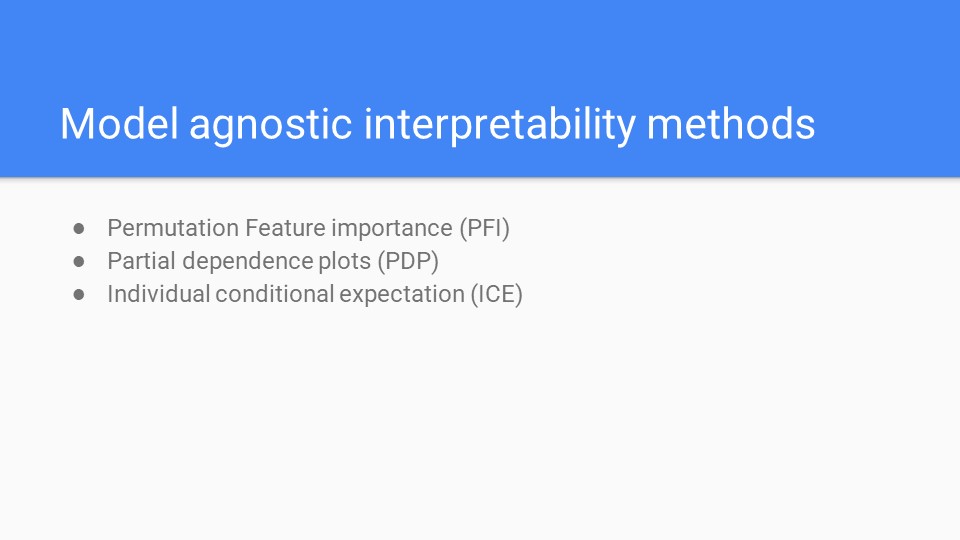 Model agnostic interpretability methods
● Permutation Feature importance (PFI)
● Partial dependence plots (PDP)
● Individual conditional expectation (ICE)